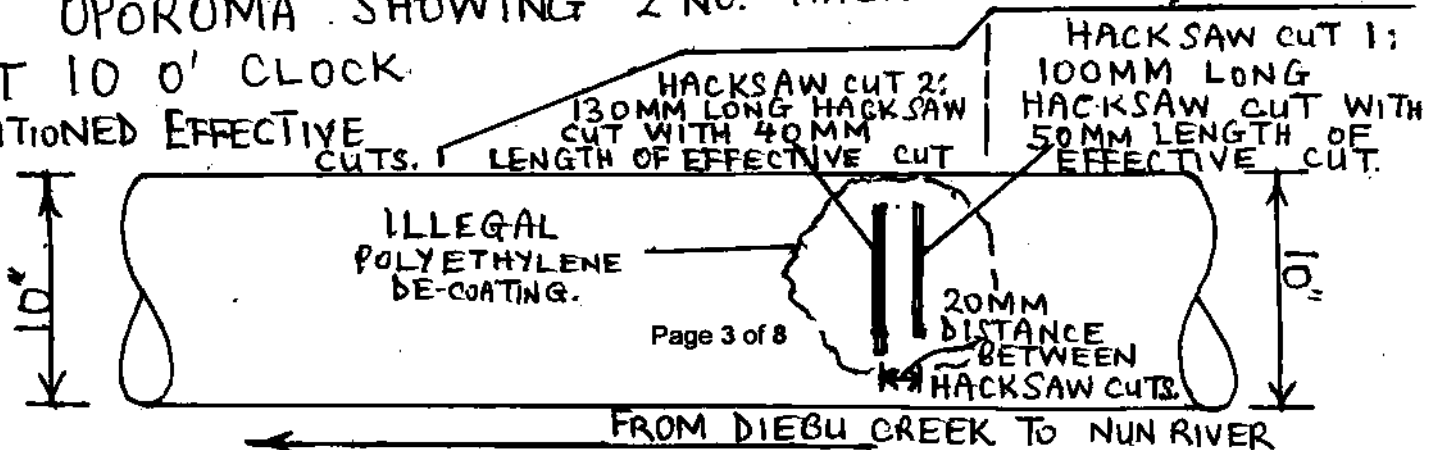 OPOROMA. SHOWING 2 NO.
T 10 O' CLOCK.
TIONED EFFECTIVE
CUTS.
HACKSAW CUT 2:
130MM LONG HACKSAW
CUT WITH 40MM
LENGTH OF EFFECTIVE CUT
HACKSAW CUT 1:
100MM LONG
HACKSAW CUT WITH
50MM LENGTH OF
EFFECTIVE CUT.
ILLEGAL
POLYETHYLENE
DE-COATING.
10"
10"
Page 3 of 8
20MM
DISTANCE
BETWEEN
HACKSAW CUTS.
FROM DIEBU CREEK TO NUN RIVER